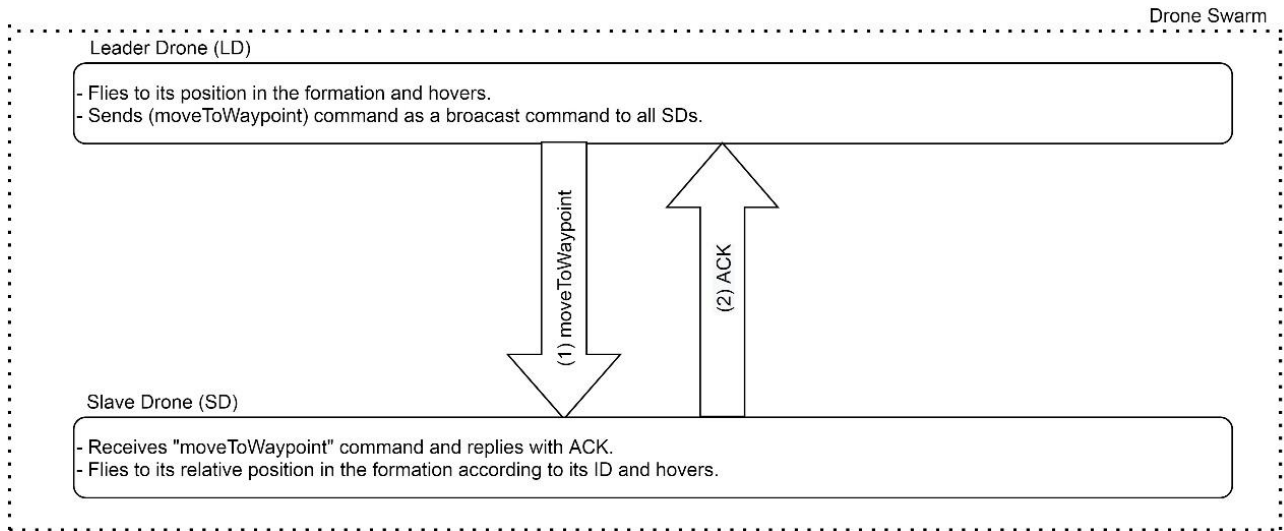 Drone Swarm
Leader Drone (LD)
- Flies to its position in the formation and hovers.
- Sends (moveToWaypoint) command as a broacast command to all SDs.
(1) moveToWaypoint
(2) ACK
Slave Drone (SD)
- Receives "moveToWaypoint" command and replies with ACK.
- Flies to its relative position in the formation according to its ID and hovers.